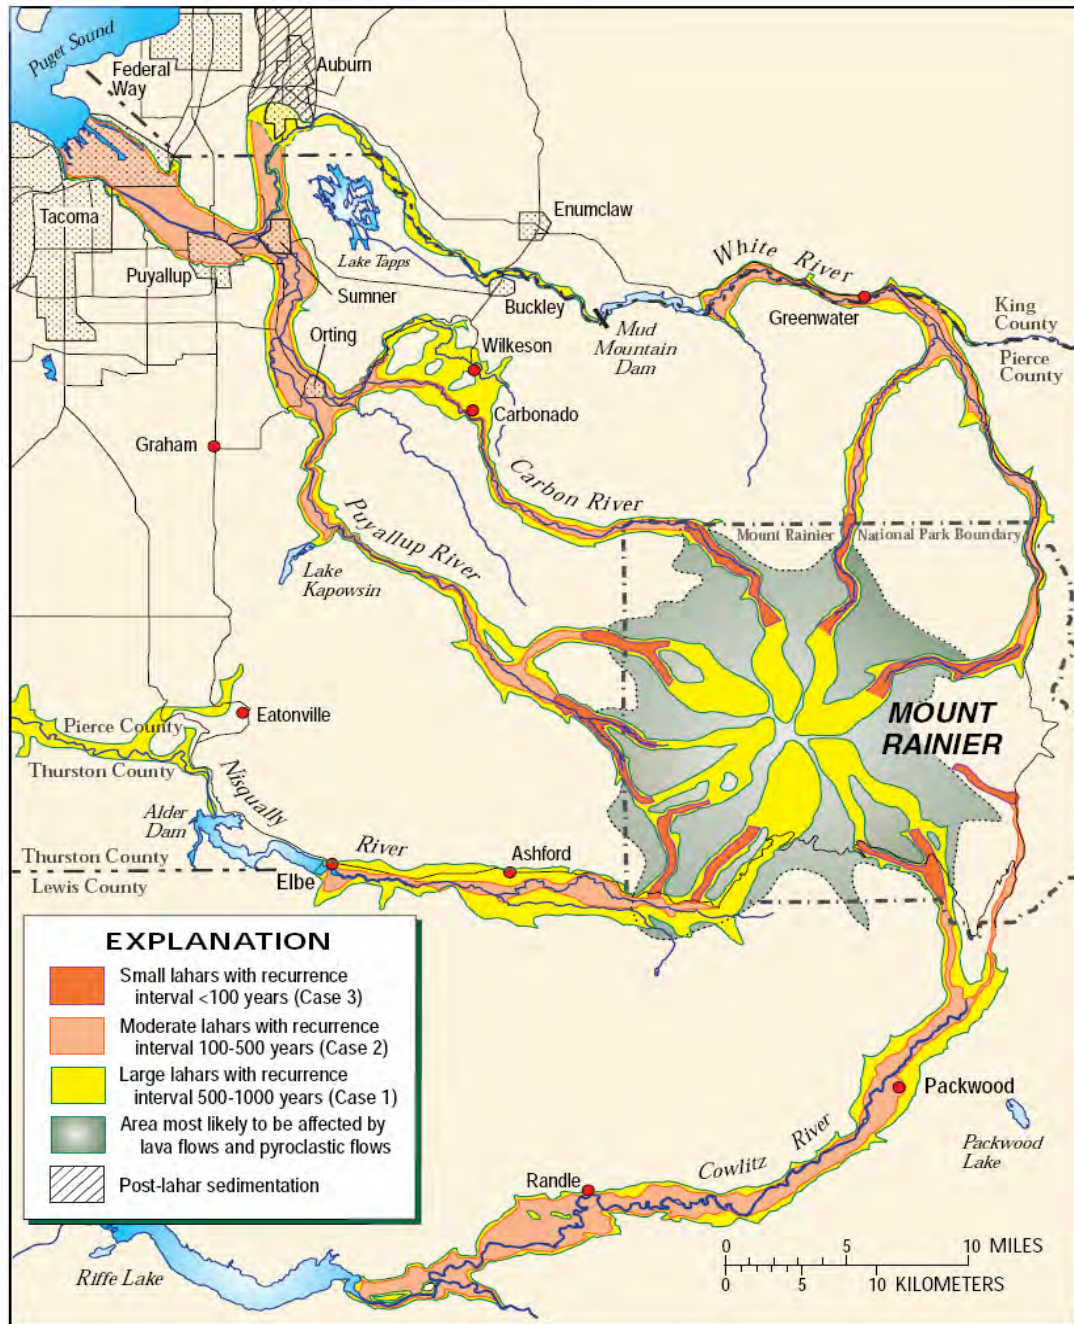 Puget Sound
Federal
Way
Auburn
Tacoma
Puyallup
Sumner
Lake Tapps
Enumclaw
Buckley
White River
Greenwater
King
County
Pierce
County
Mud
Mountain
Dam
Orting
Wilkeson
Carbonado
Graham
Carbon River
Puyallup River
Lake
Kapowsin
Mount Rainier
National Park Boundary
MOUNT
RAINIER
Eatonville
Pierce County
Thurston County
Nisqually
River
Alder
Dam
Ashford
Thurston County
Lewis County
Elbe
EXPLANATION
Small lahars with recurrence
interval <100 years (Case 3)
Moderate lahars with recurrence
interval 100-500 years (Case 2)
Large lahars with recurrence
interval 500-1000 years (Case 1)
Area most likely to be affected by
lava flows and pyroclastic flows
Post-lahar sedimentation
Packwood
Packwood
Lake
Cowlitz River
Randle
Riffe Lake
0 5 10 MILES
0 5 10 KILOMETERS